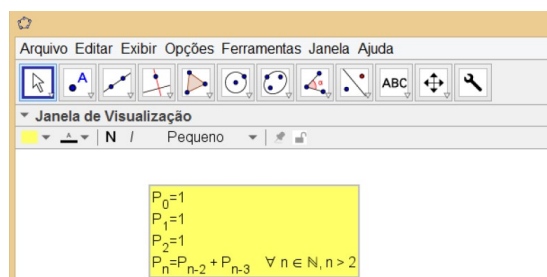 Arquivo Editar Exibir Opções Ferramentas Janela Ajuda
A ABC
Janela de Visualização
A N I Pequeno
P₀=1
P₁=1
P₂=1
Pₙ=Pₙ₋₂ + Pₙ₋₃ ∀ n ∈ ℕ, n > 2